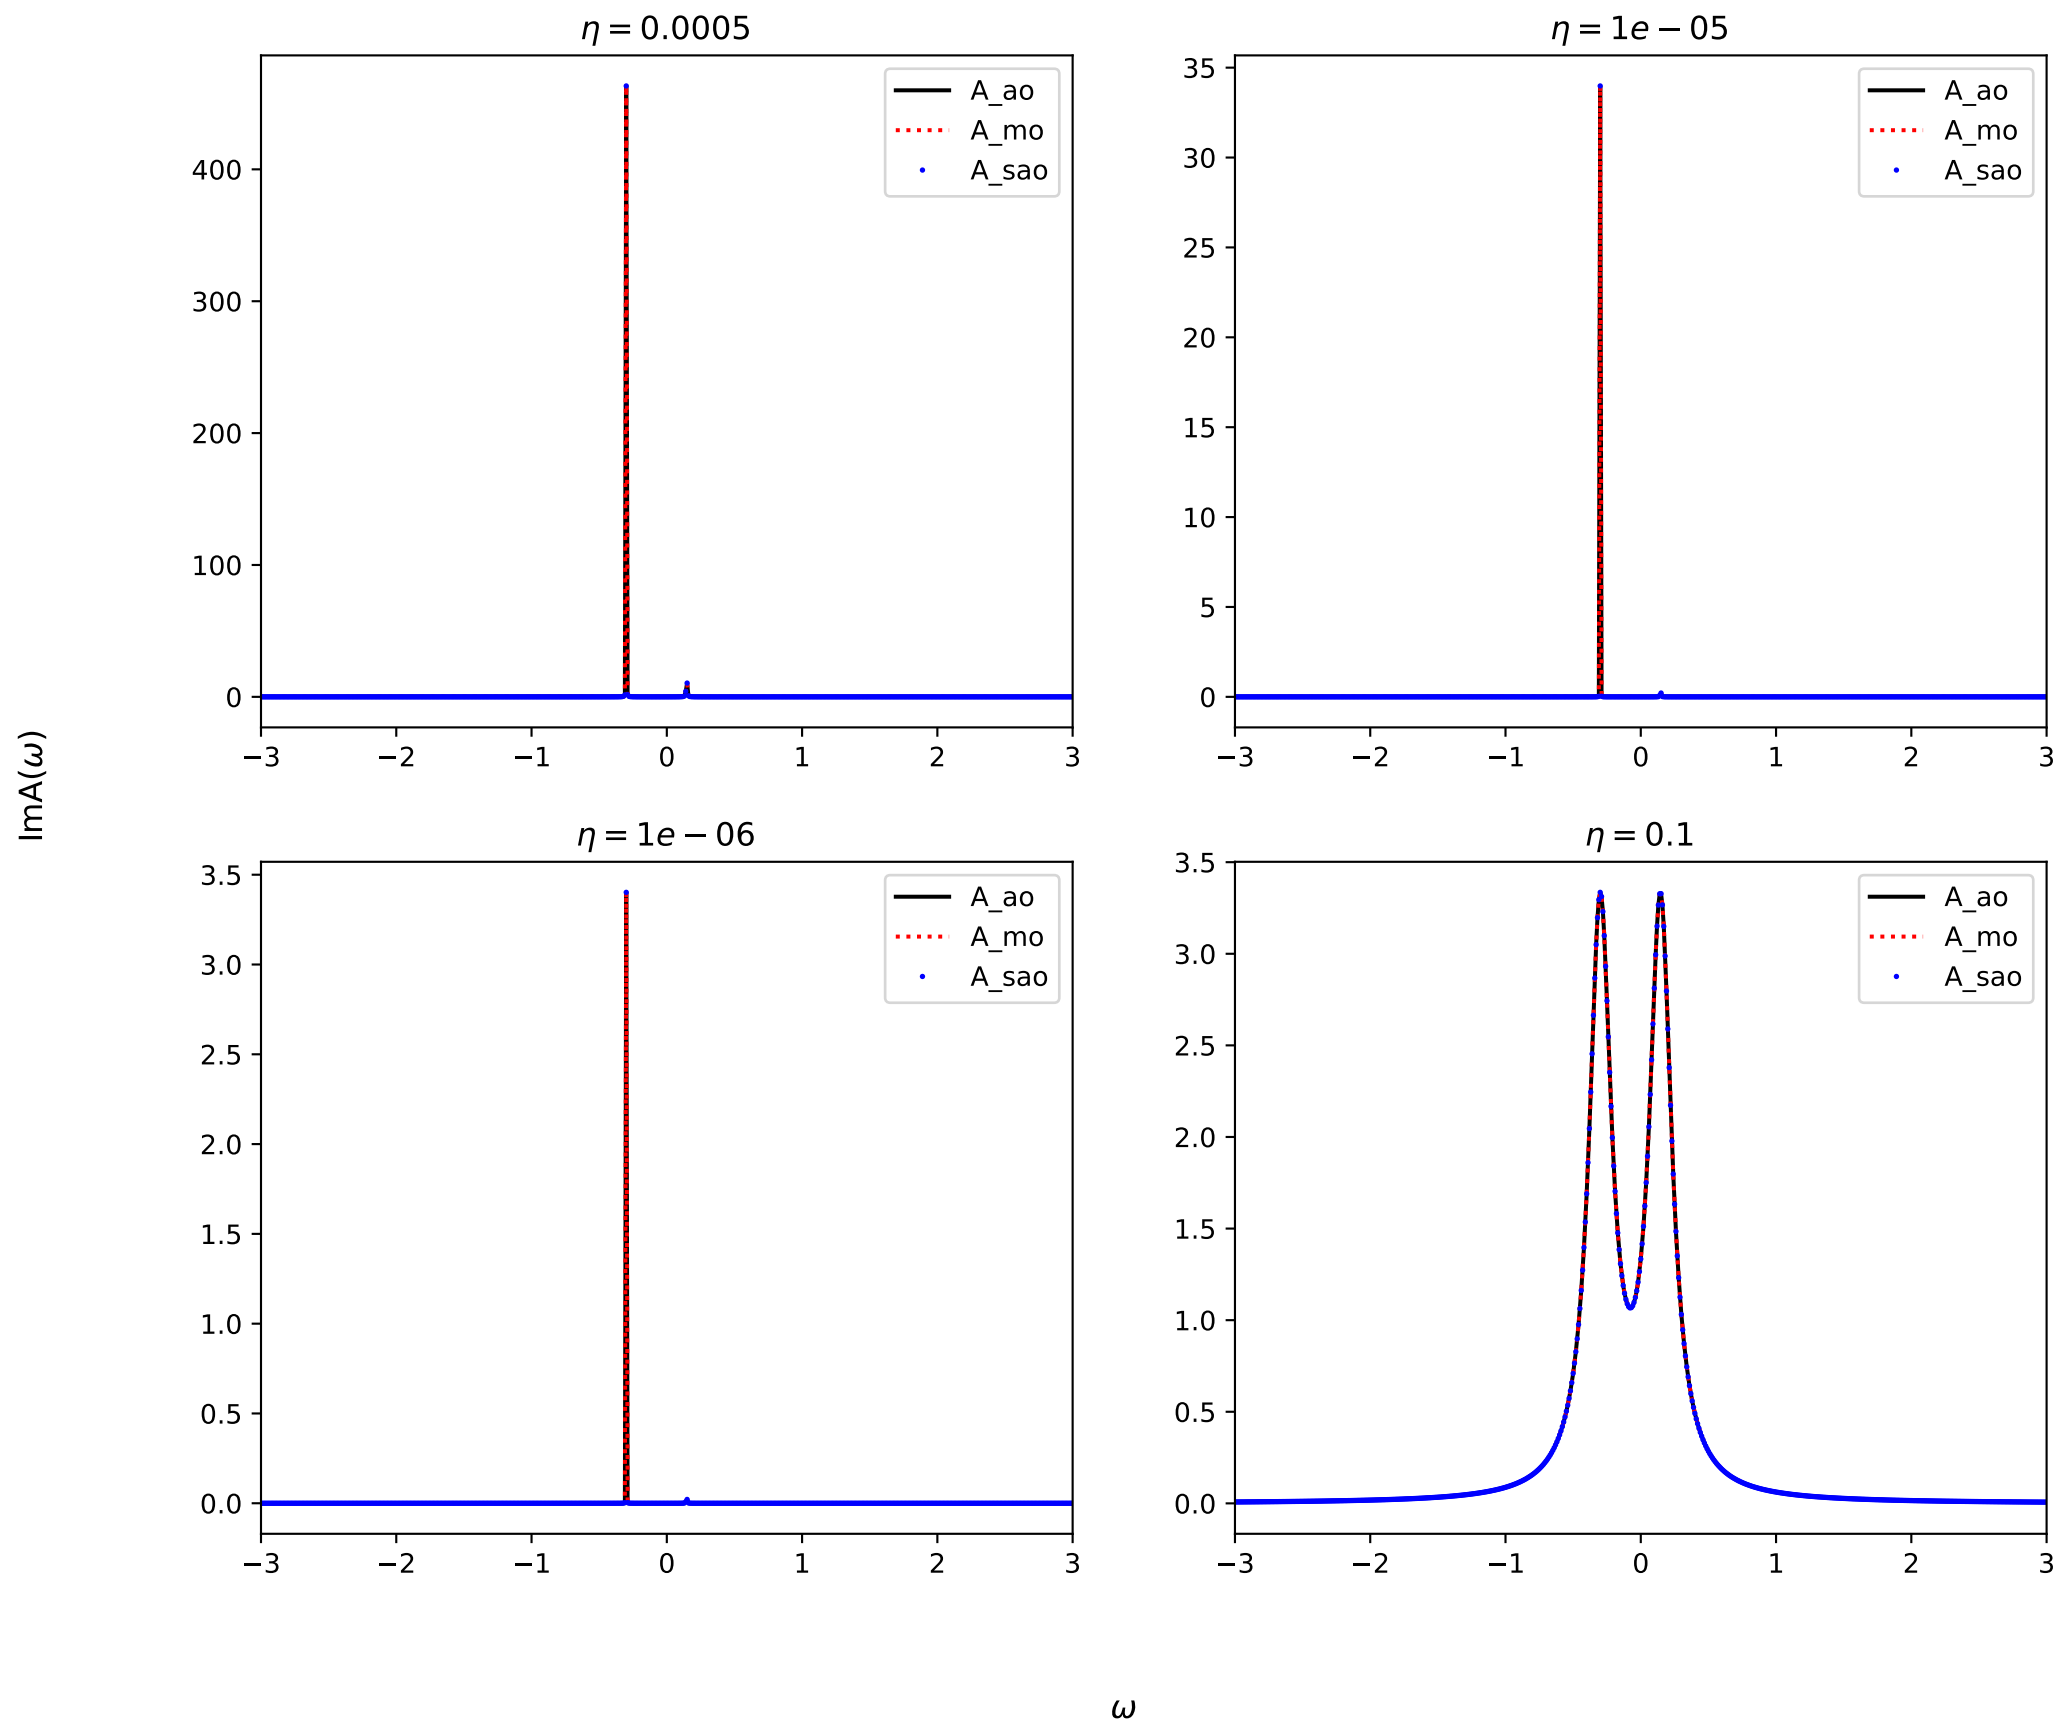 η = 0.0005
400
300
200
100
0
−3 −2 −1 0 1 2 3
A_ao
A_mo
A_sao
η = 1e − 05
35
30
25
20
15
10
5
0
−3 −2 −1 0 1 2 3
A_ao
A_mo
A_sao
ImA(ω)
η = 1e − 06
3.5
3.0
2.5
2.0
1.5
1.0
0.5
0.0
−3 −2 −1 0 1 2 3
A_ao
A_mo
A_sao
η = 0.1
3.5
3.0
2.5
2.0
1.5
1.0
0.5
0.0
−3 −2 −1 0 1 2 3
A_ao
A_mo
A_sao
ω